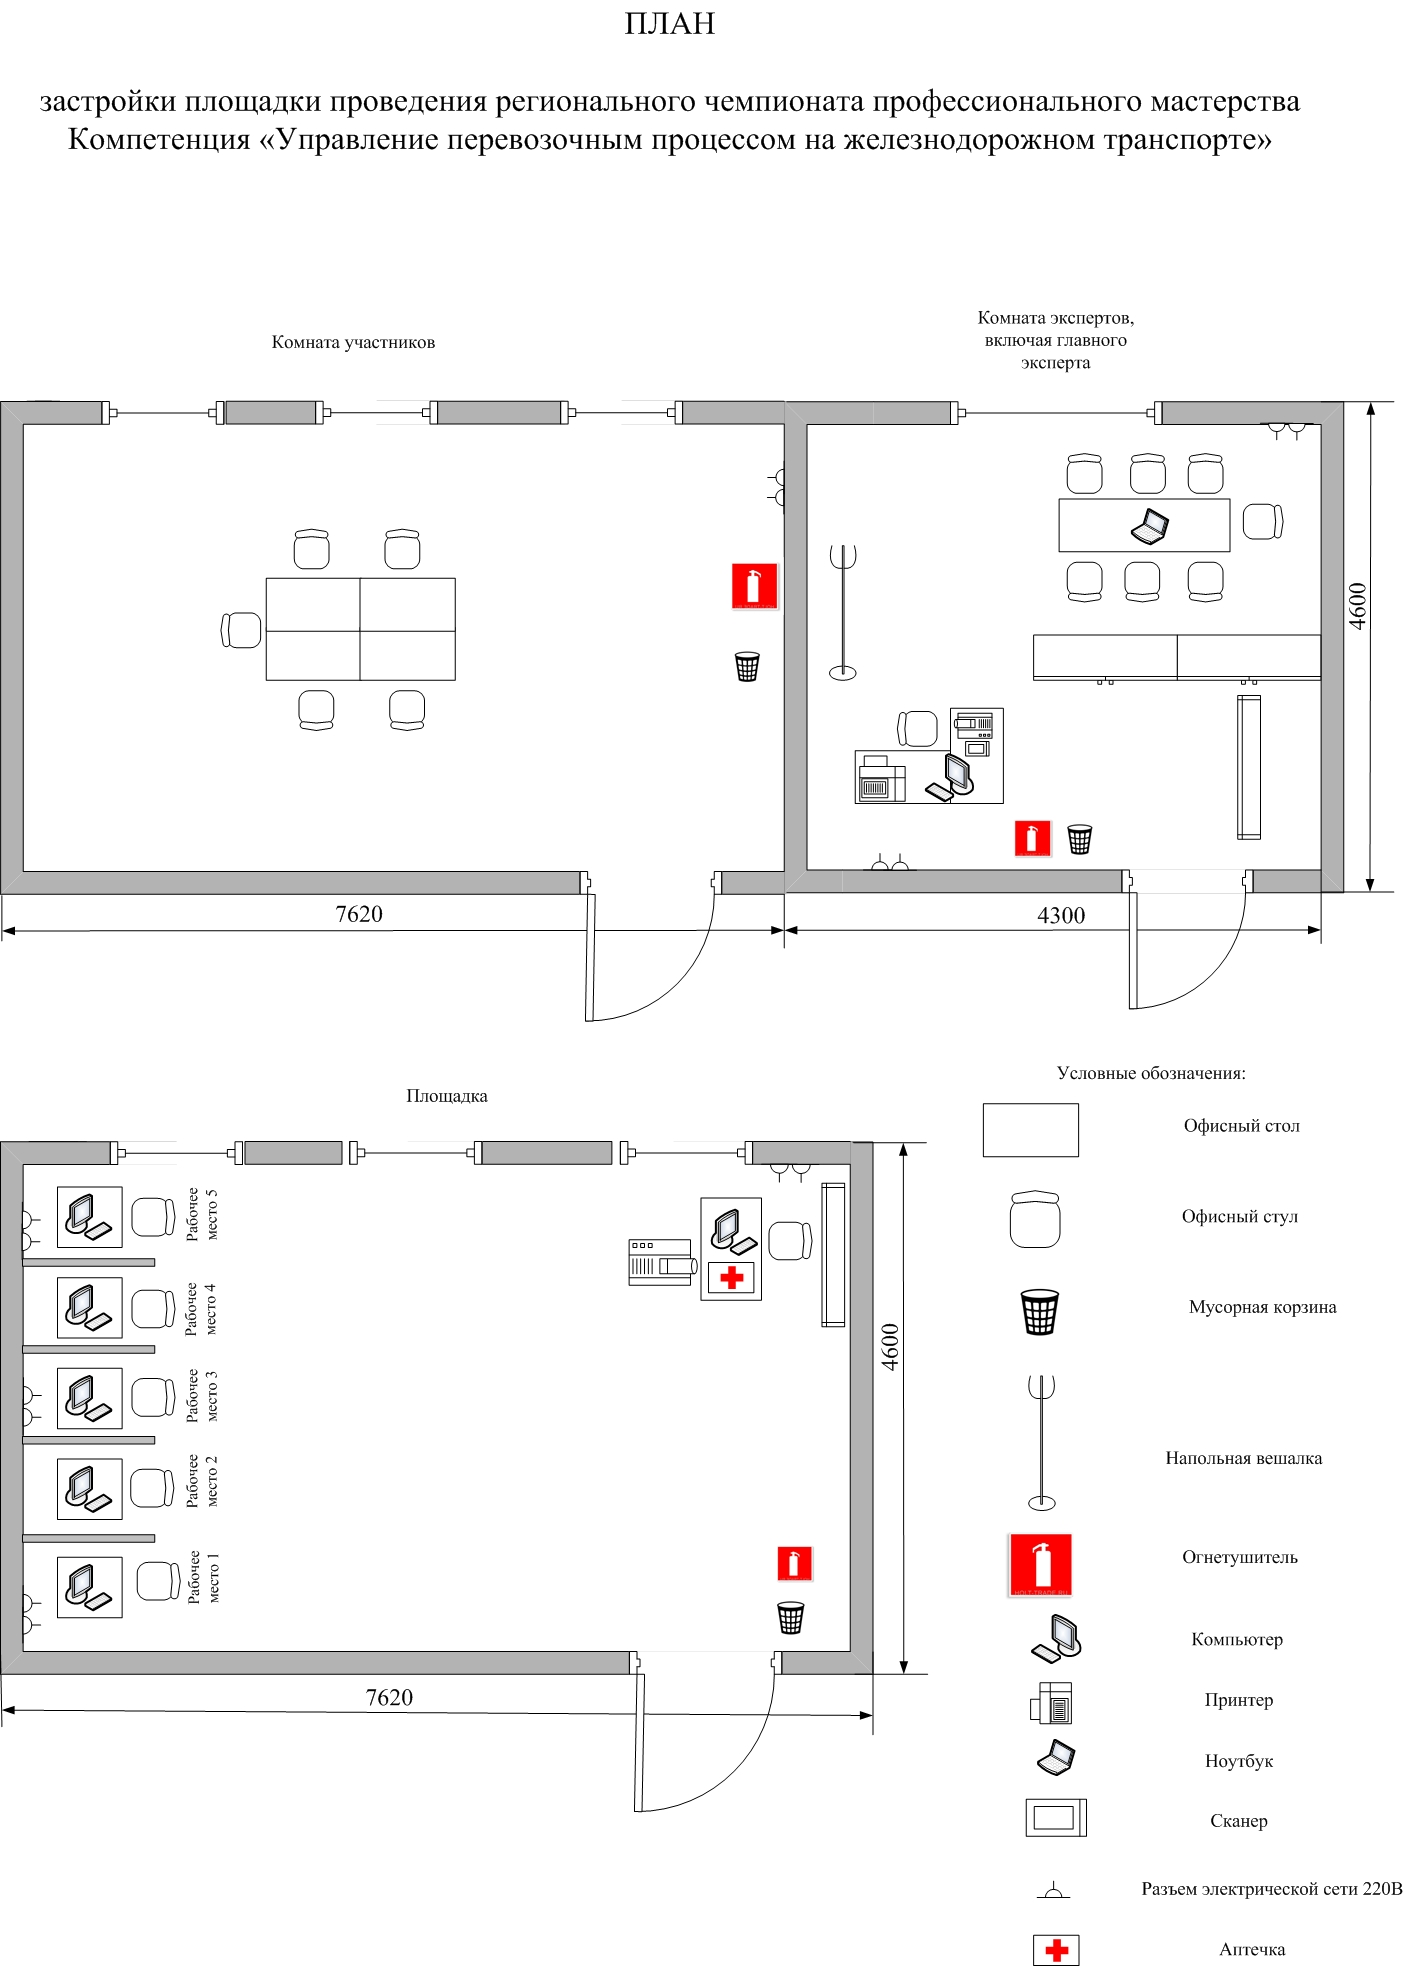 ПЛАН
застройки площадки проведения регионального чемпионата профессионального мастерства
Компетенция «Управление перевозочным процессом на железнодорожном транспорте»
Комната участников
Комната экспертов,
включая главного
эксперта
4600
7620
4300
Площадка
Рабочее
место 5
Рабочее
место 4
Рабочее
место 3
Рабочее
место 2
Рабочее
место 1
4600
7620
Условные обозначения:
Офисный стол
Офисный стул
Мусорная корзина
Напольная вешалка
Огнетушитель
HOLT-TRADE.RU
Компьютер
Принтер
Ноутбук
Сканер
Разъем электрической сети 220В
Аптечка